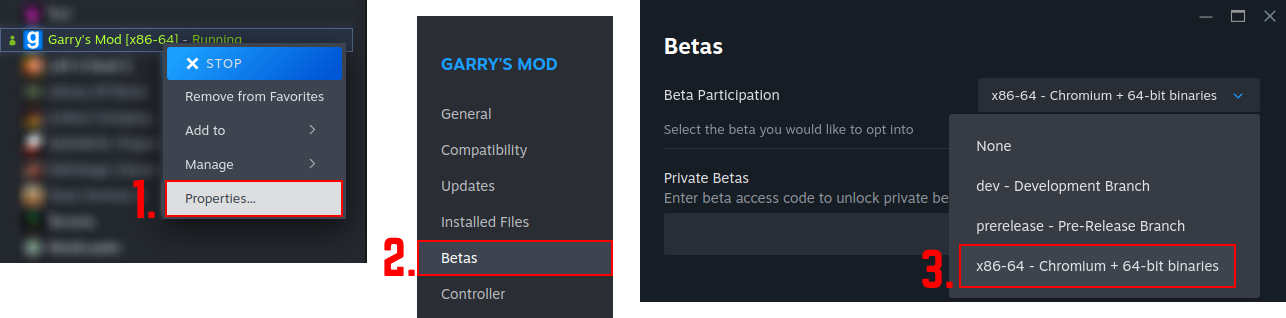 Garry's Mod [x86-64] - Running
STOP
Remove from Favorites
Add to
Manage
1.
Properties...
GARRY'S MOD
General
Compatibility
Updates
Installed Files
2.
Betas
Controller
Betas
Beta Participation
x86-64 - Chromium + 64-bit binaries
Select the beta you would like to opt into
None
Private Betas
dev - Development Branch
Enter beta access code to unlock private be
prerelease - Pre-Release Branch
3.
x86-64 - Chromium + 64-bit binaries